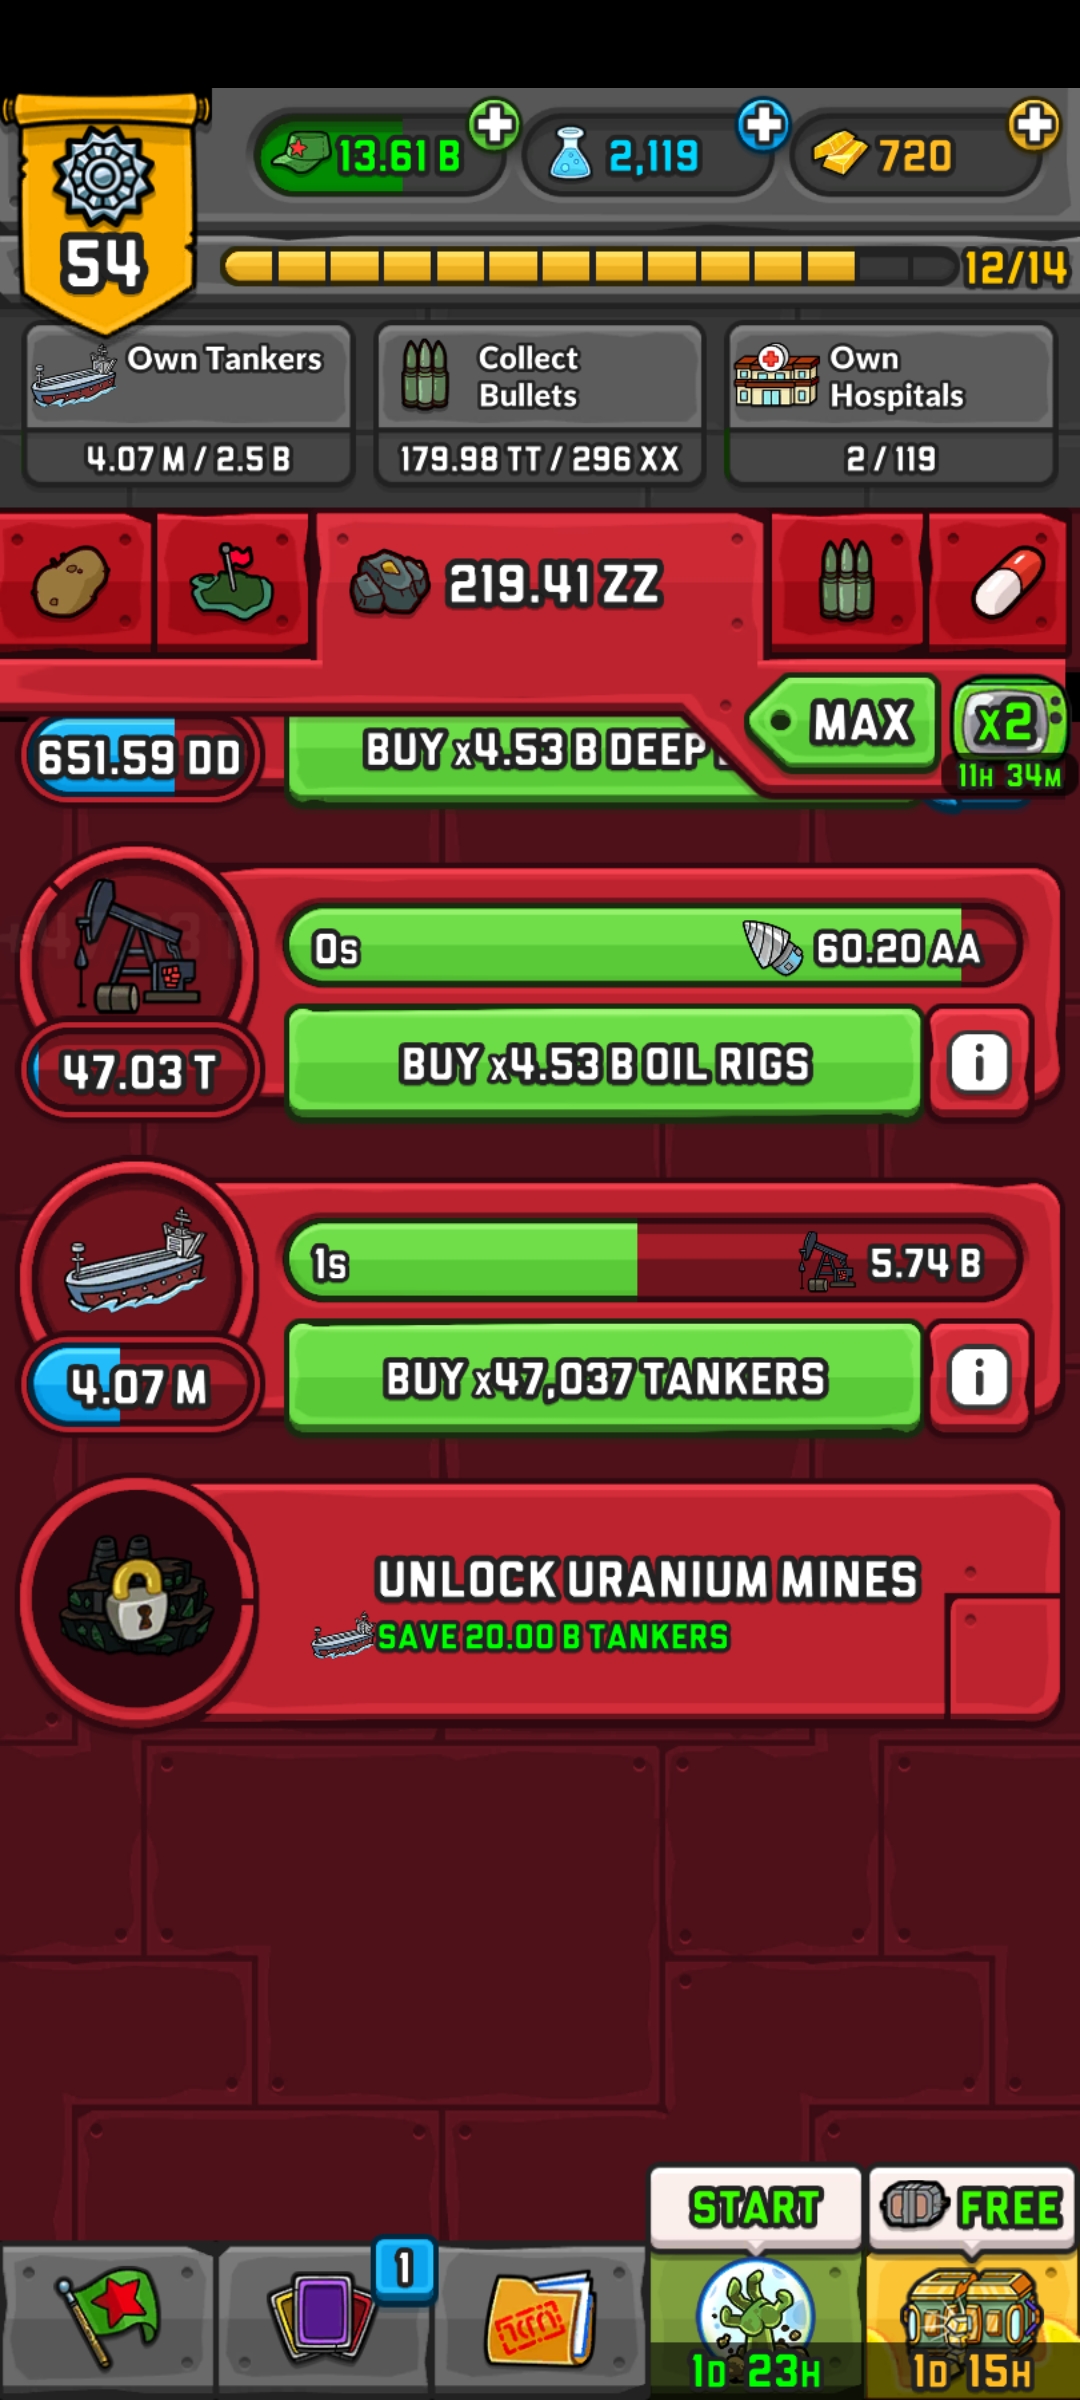 13.61 B
2,119
720
54
12/14
Own Tankers
4.07 M / 2.5 B
Collect
Bullets
179.98 TT / 296 XX
Own
Hospitals
2 / 119
219.41 ZZ
MAX
x2
11H 34M
651.59 DD
BUY x4.53 B DEEP
0s
60.20 AA
47.03 T
BUY x4.53 B OIL RIGS
i
1s
5.74 B
4.07 M
BUY x47,037 TANKERS
i
UNLOCK URANIUM MINES
SAVE 20.00 B TANKERS
START
FREE
1
1D 23H
1D 15H